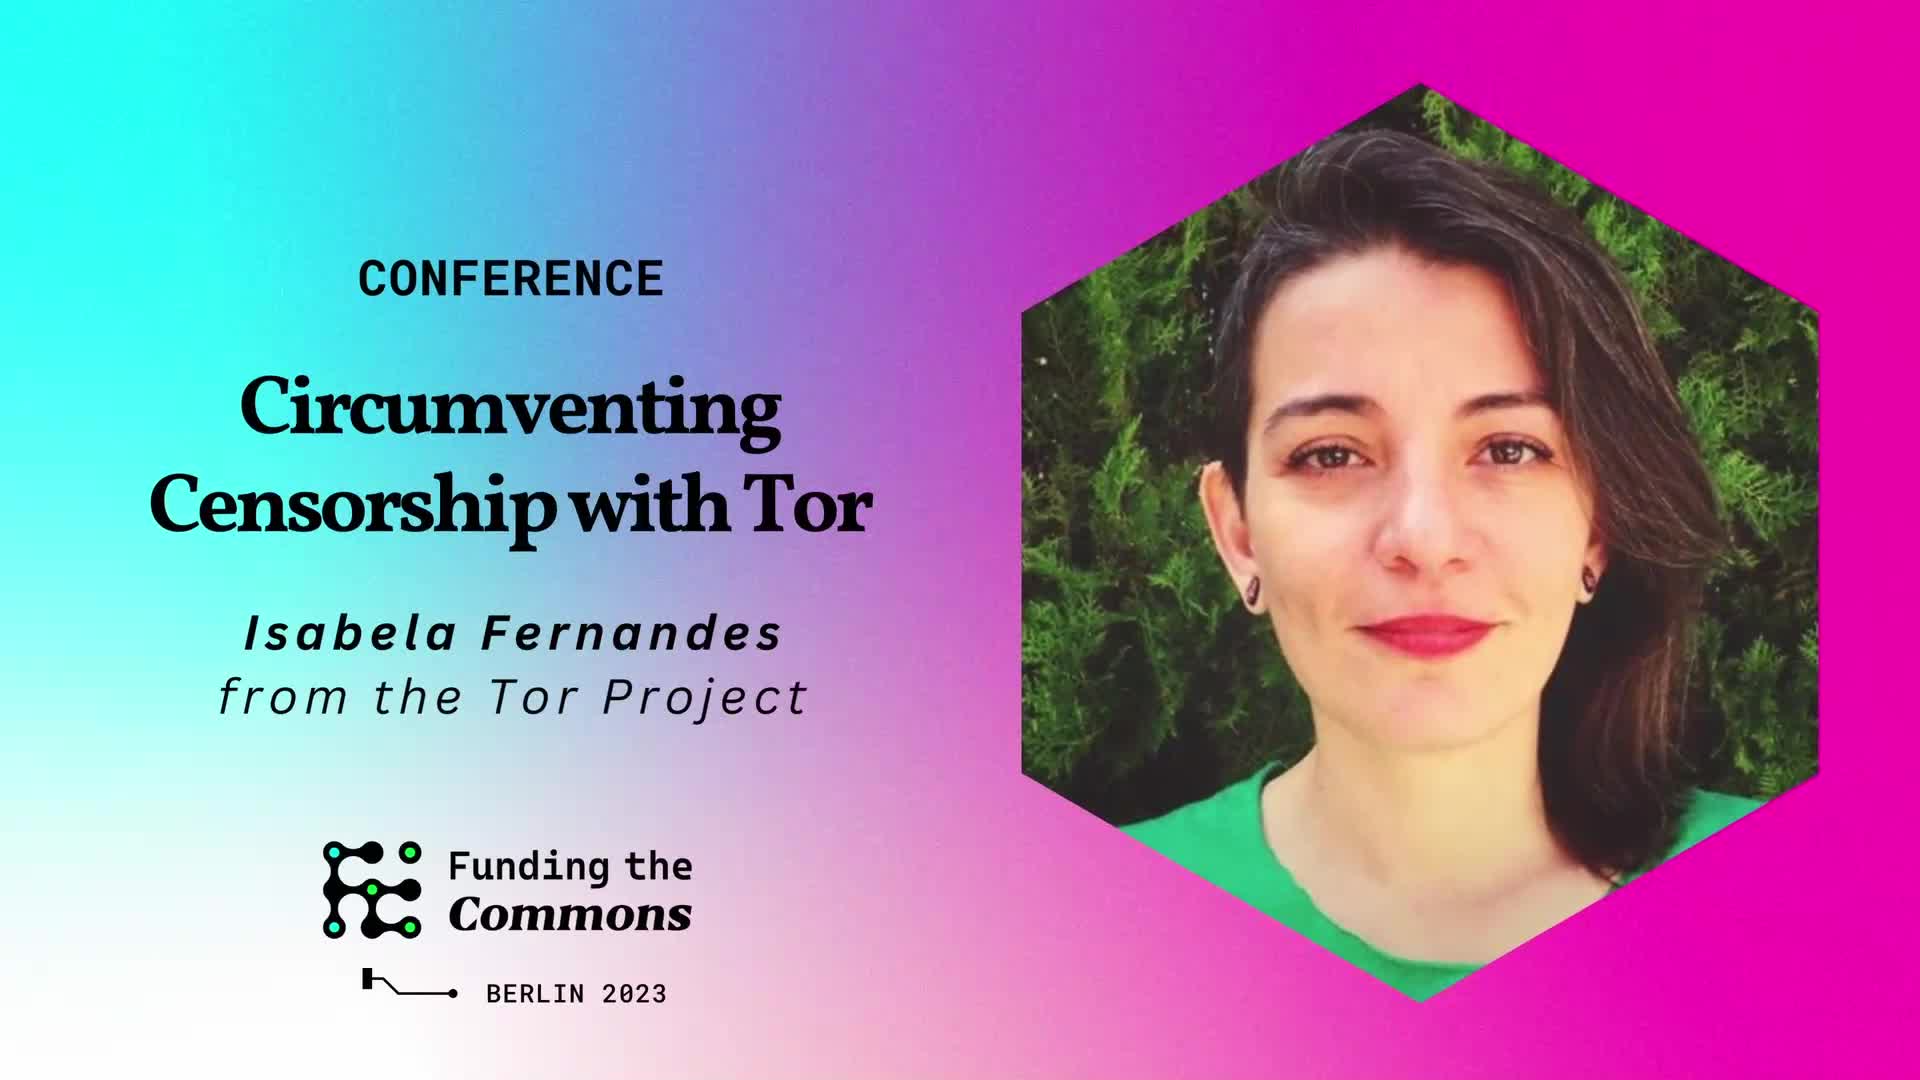 CONFERENCE
Circumventing
Censorship with Tor
Isabela Fernandes
from the Tor Project
Funding the
Commons
BERLIN 2023